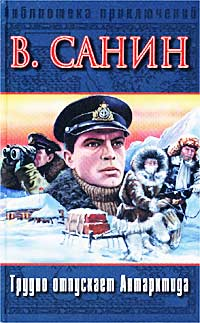 Библиотека приключений
В. САНИН
Трудно отпускает Антарктида